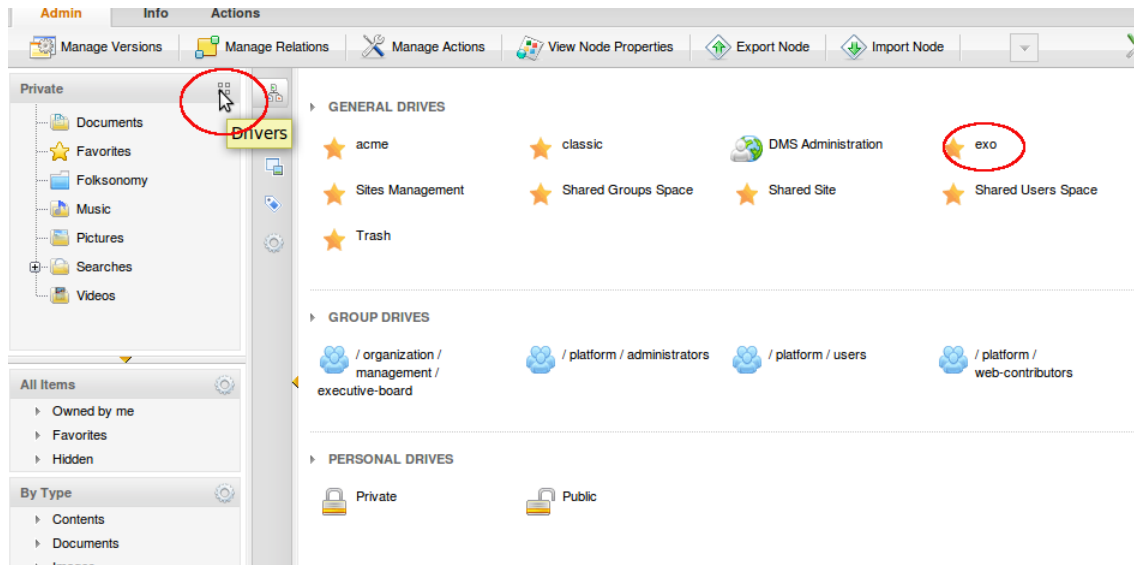 Admin Info Actions
Manage Versions Manage Relations Manage Actions View Node Properties Export Node Import Node
Private
Drivers
Documents
Favorites
Folksonomy
Music
Pictures
Searches
Videos
All Items
Owned by me
Favorites
Hidden
By Type
Contents
Documents
GENERAL DRIVES
acme classic DMS Administration exo
Sites Management Shared Groups Space Shared Site Shared Users Space
Trash
GROUP DRIVES
/ organization / / platform / administrators / platform / users / platform /
management / web-contributors
executive-board
PERSONAL DRIVES
Private Public